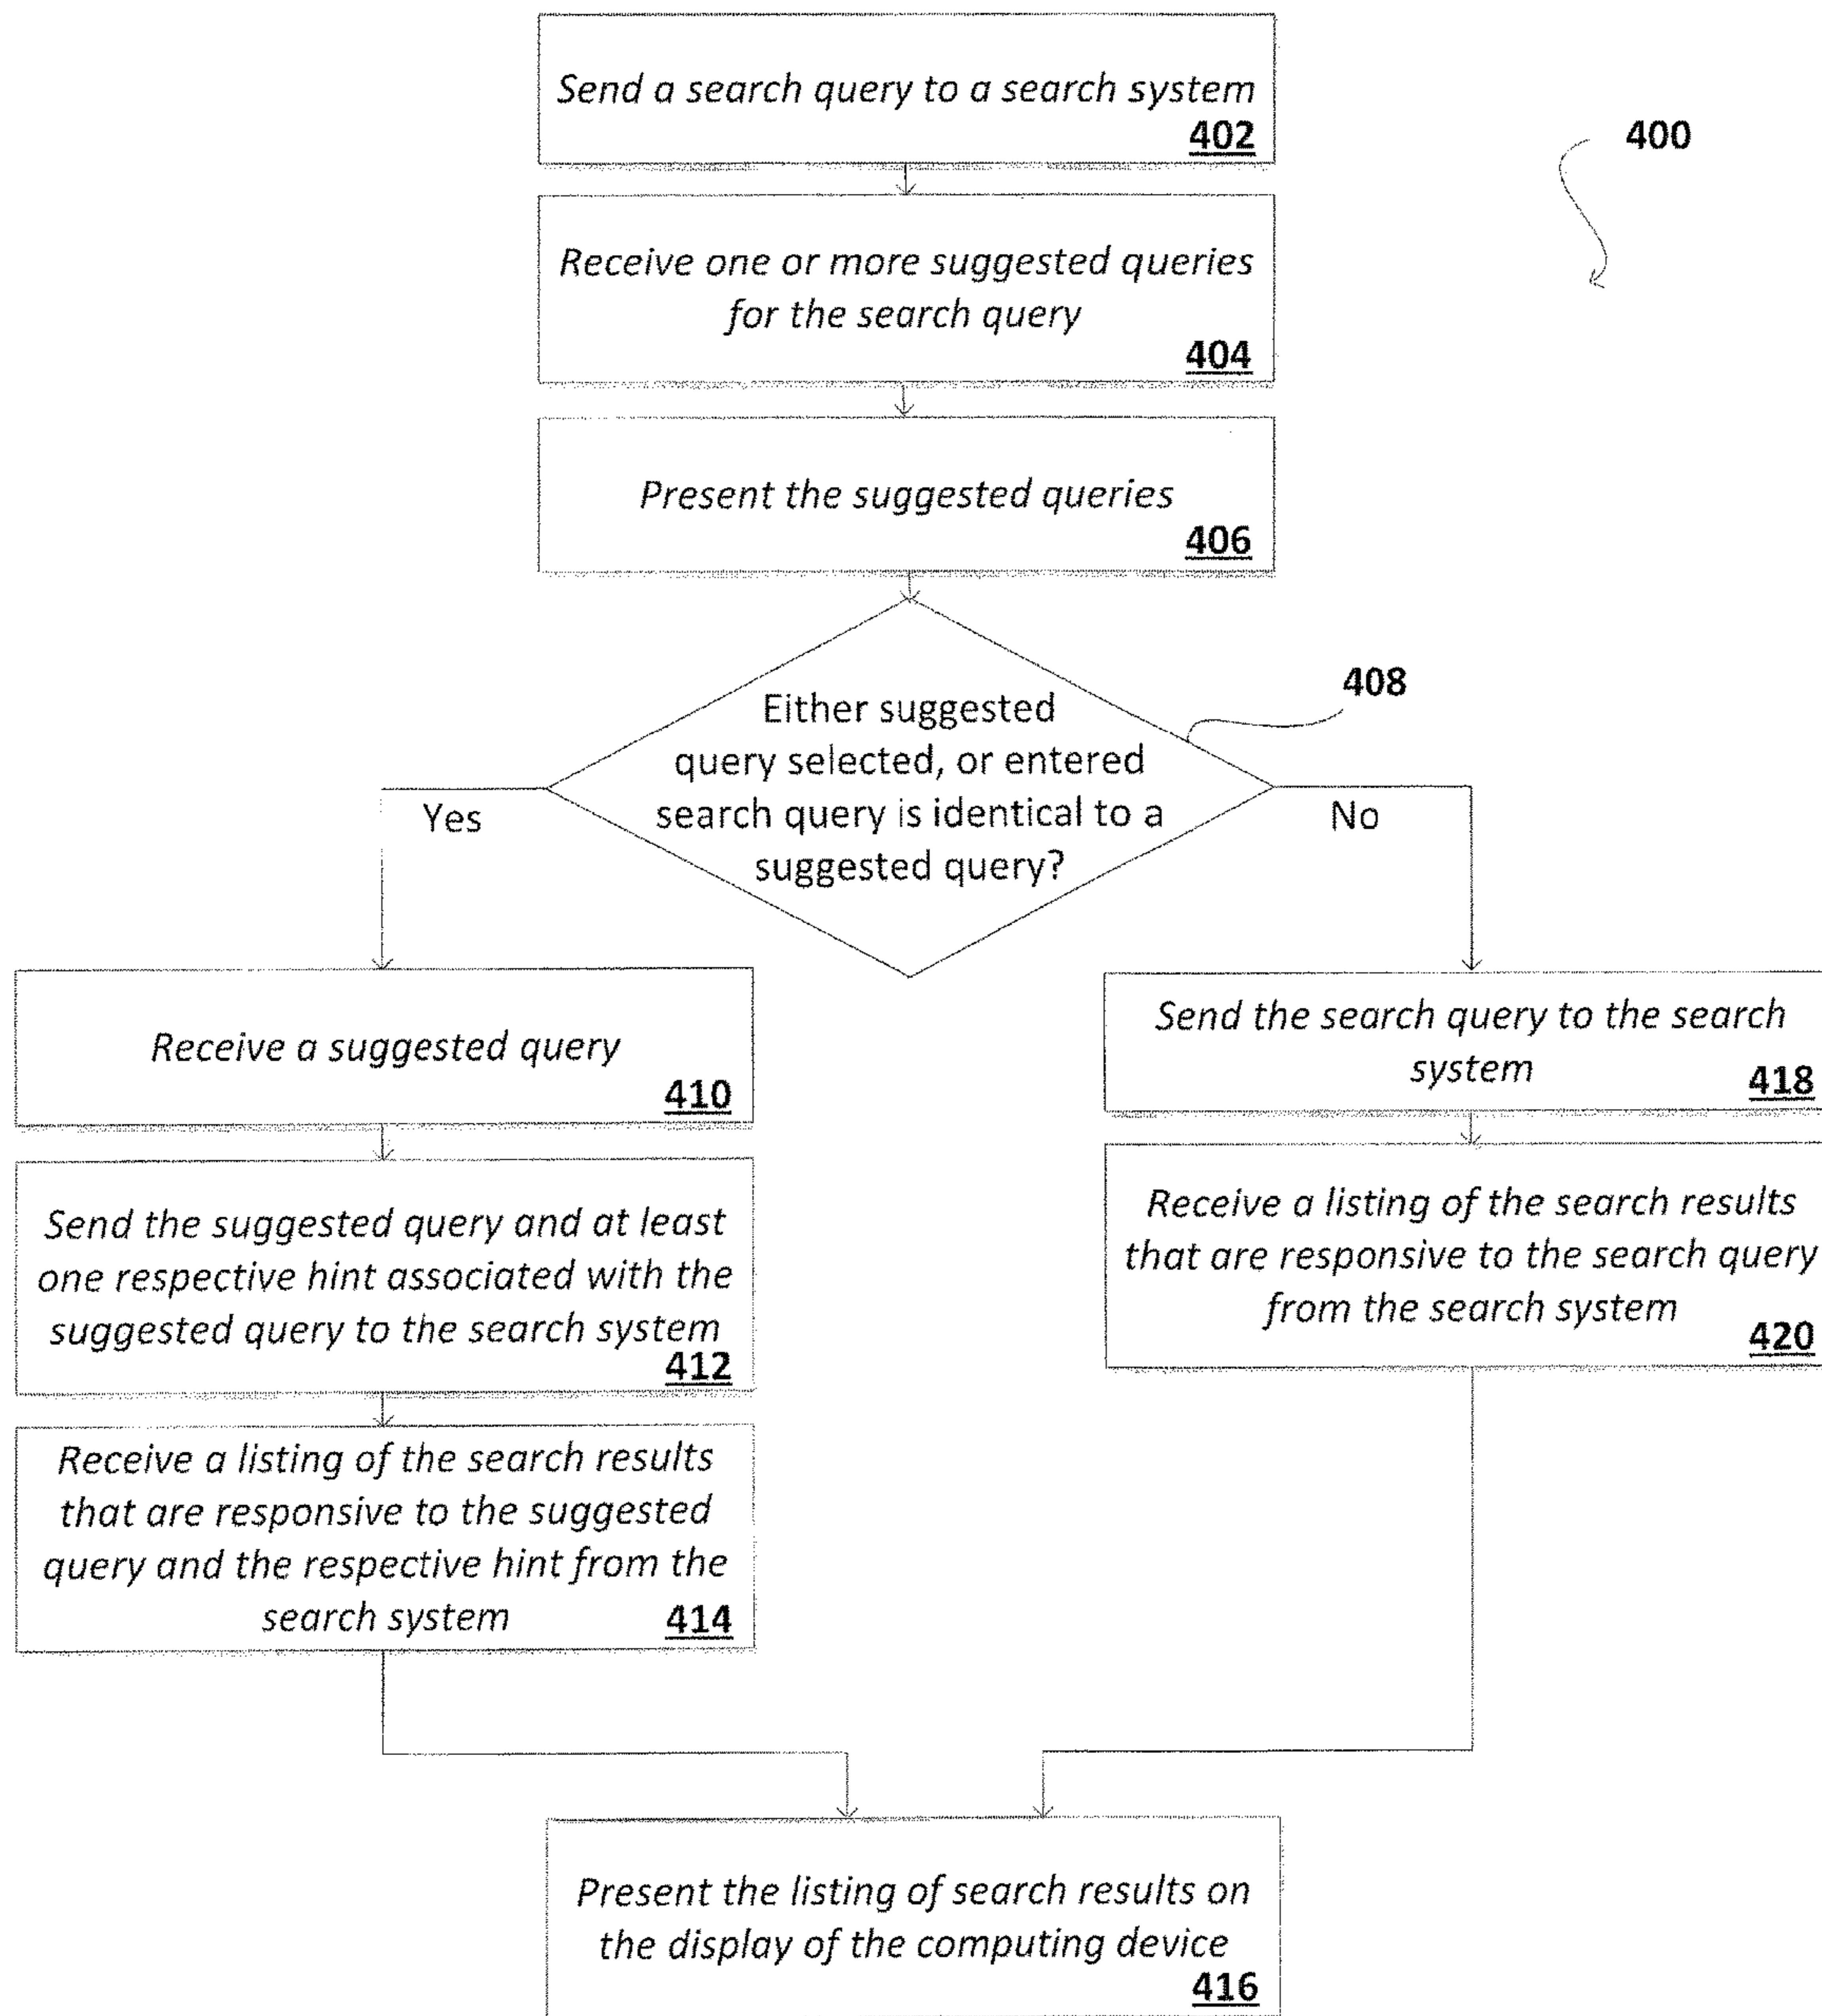 Send a search query to a search system
402
400
Receive one or more suggested queries
for the search query
404
Present the suggested queries
406
408
Either suggested
query selected, or entered
search query is identical to a
suggested query?
Yes
No
Receive a suggested query
410
Send the suggested query and at least
one respective hint associated with the
suggested query to the search system
412
Receive a listing of the search results
that are responsive to the suggested
query and the respective hint from the
search system
414
Send the search query to the search
system
418
Receive a listing of the search results
that are responsive to the search query
from the search system
420
Present the listing of search results on
the display of the computing device
416